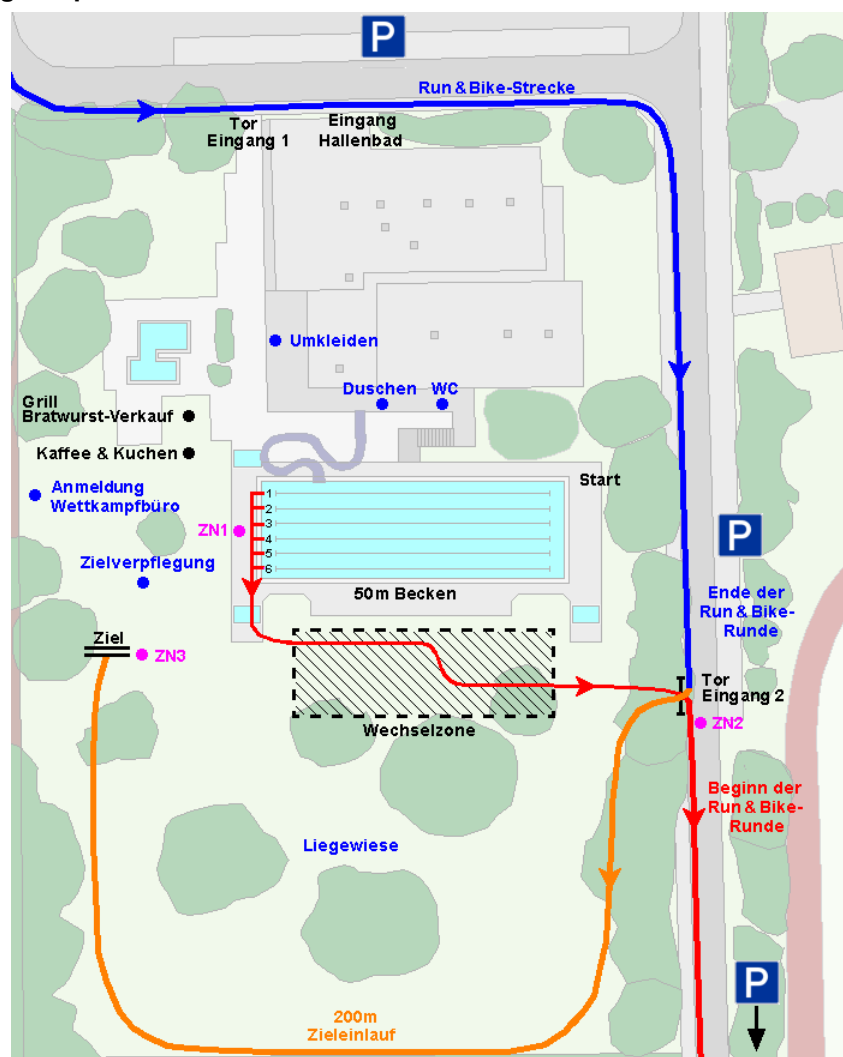 P
Run & Bike-Strecke
Tor
Eingang 1
Eingang
Hallenbad
Umkleiden
Duschen
WC
Grill
Bratwurst-Verkauf
Kaffee & Kuchen
Anmeldung
Wettkampfbüro
Start
1
2
3
4
5
6
ZN1
P
Zielverpflegung
50m Becken
Ende der
Run & Bike-
Runde
Ziel
ZN3
Tor
Eingang 2
ZN2
Wechselzone
Beginn der
Run & Bike-
Runde
Liegewiese
P
200m
Zieleinlauf